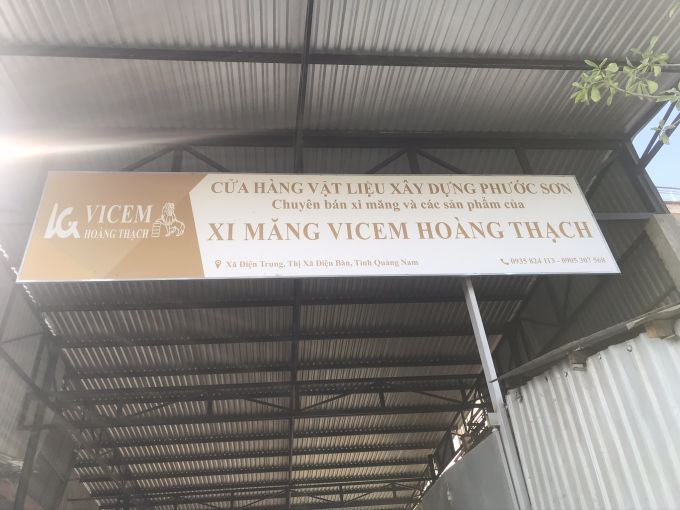 VICEM
HOÀNG THẠCH
CỬA HÀNG VẬT LIỆU XÂY DỰNG PHƯỚC SƠN
Chuyên bán xi măng và các sản phẩm của
XI MĂNG VICEM HOÀNG THẠCH
Xã Điện Trung, Thị Xã Điện Bàn, Tỉnh Quảng Nam
0935 824 113 - 0905 307 568